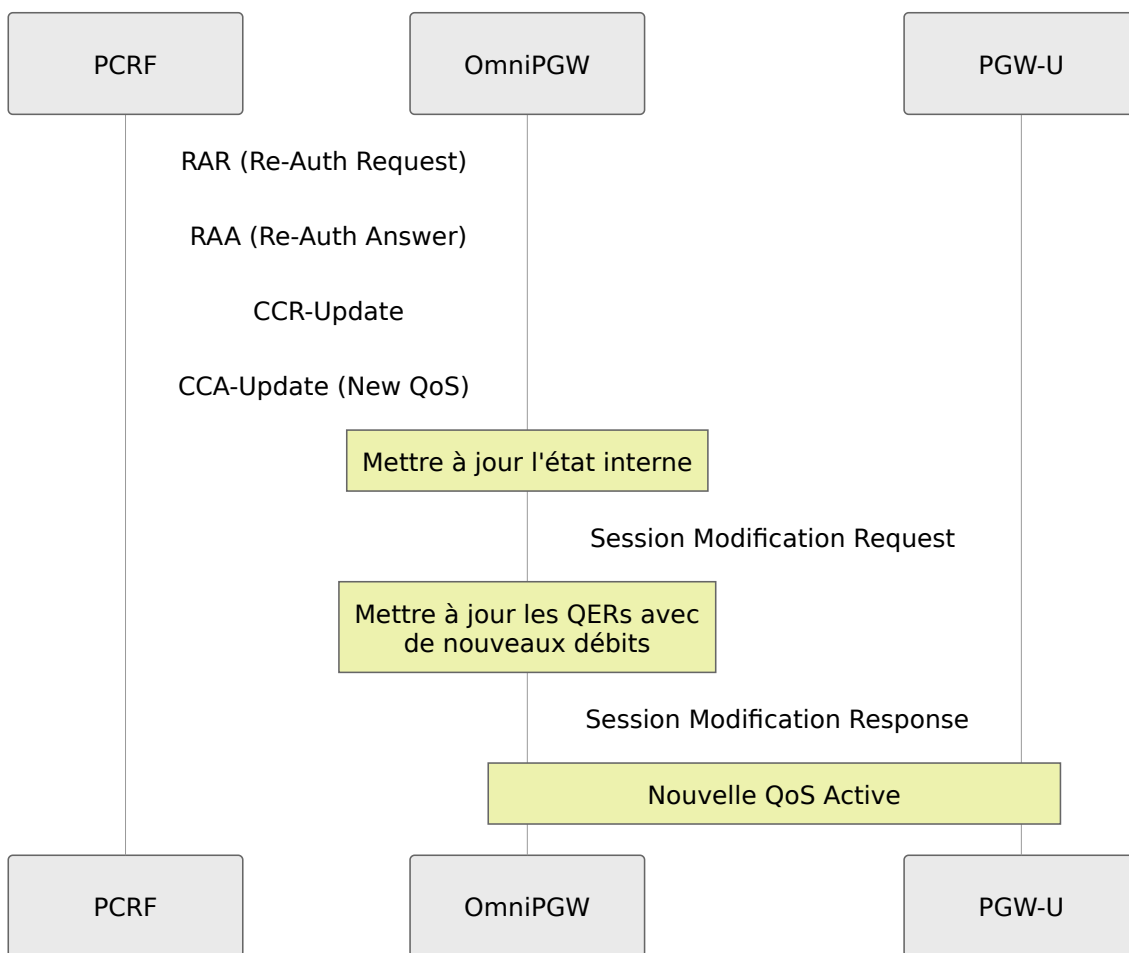 PCRF
OmniPGW
PGW-U
RAR (Re-Auth Request)
RAA (Re-Auth Answer)
CCR-Update
CCA-Update (New QoS)
Mettre à jour l'état interne
Session Modification Request
Mettre à jour les QERs avec
de nouveaux débits
Session Modification Response
Nouvelle QoS Active
PCRF
OmniPGW
PGW-U